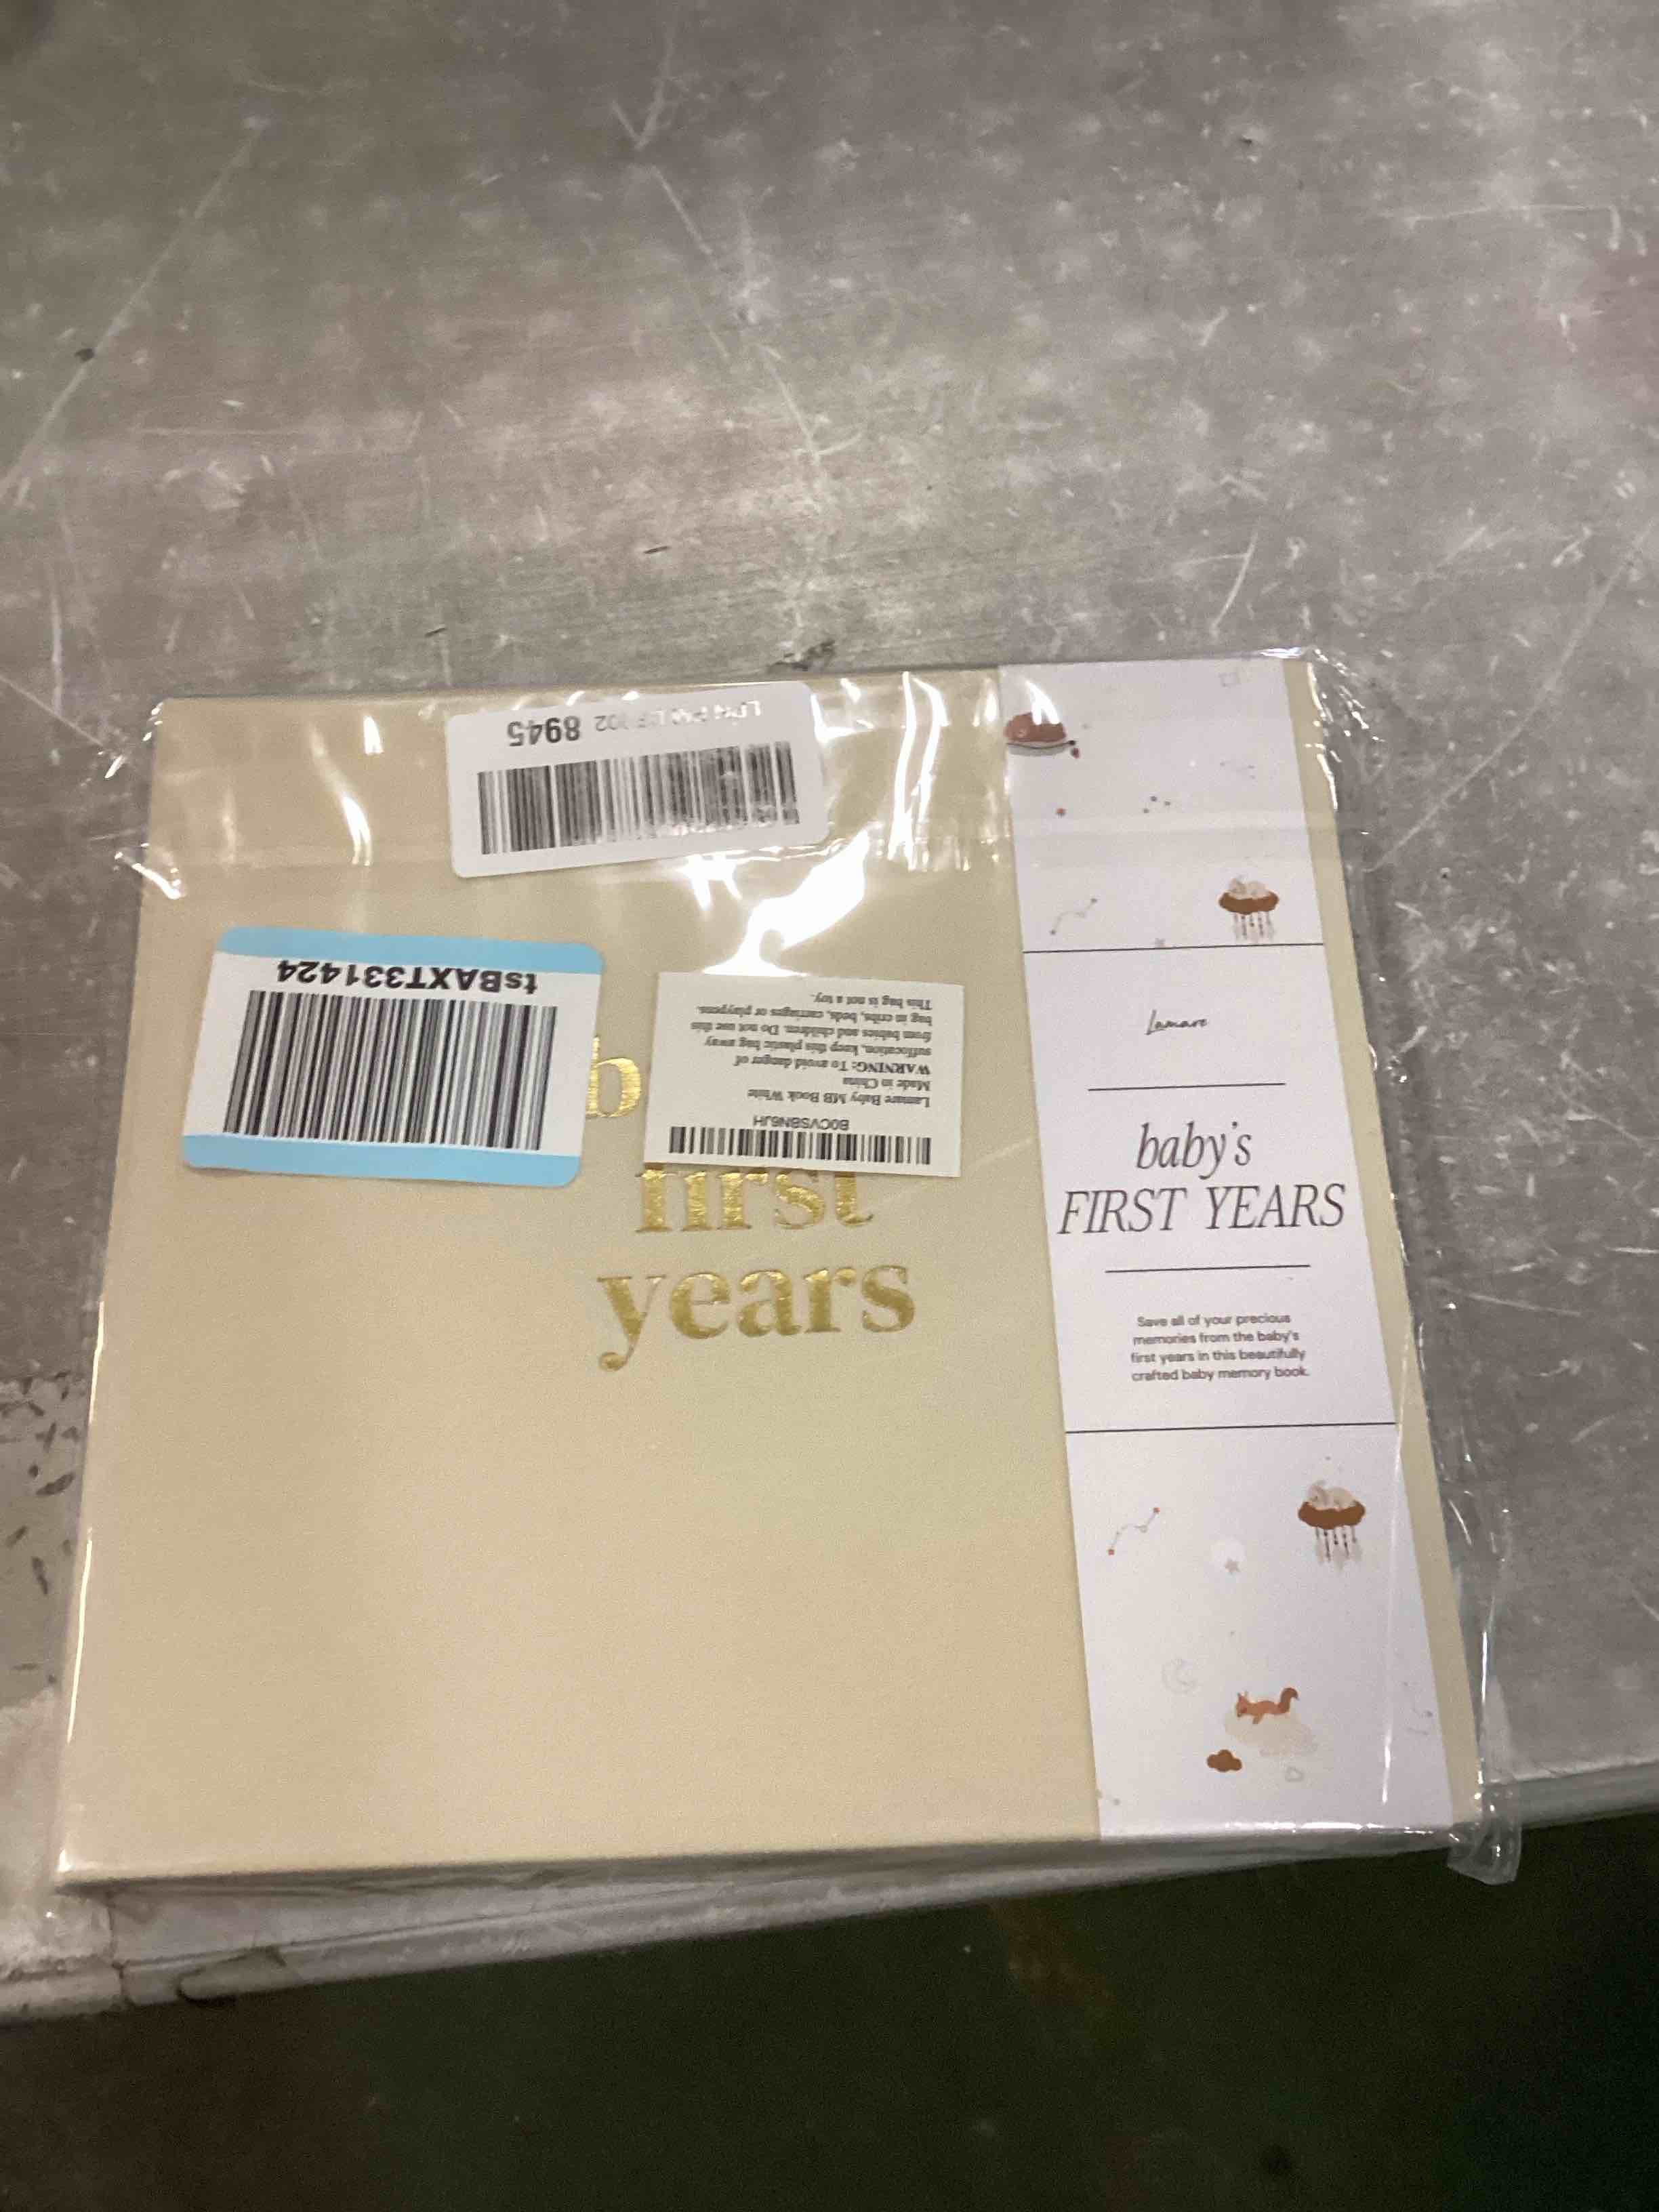 8945
tsBAXT331424
B0CVSBN6JH
Lamare Baby MB Book White
Made in China
WARNING: To avoid danger of
suffocation, keep this plastic bag away
from babies and children. Do not use this
bag in cribs, beds, carriages or playpens.
This bag is not a toy.
b
first
years
Lamare
baby's
FIRST YEARS
Save all of your precious
memories from the baby's
first years in this beautifully
crafted baby memory book.